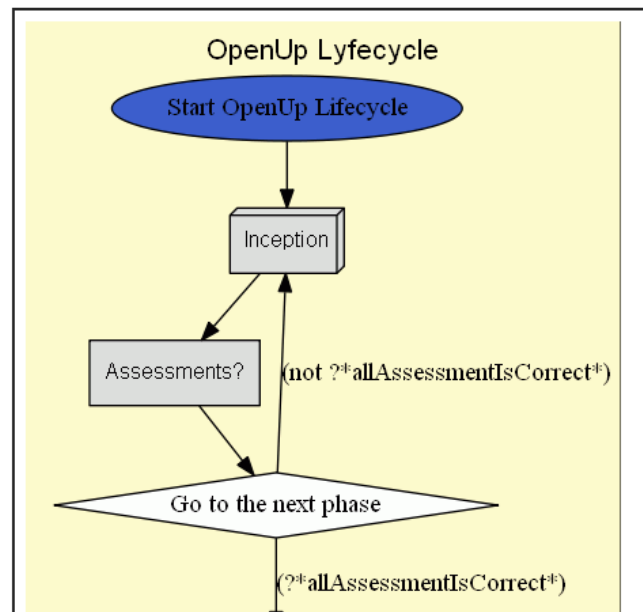 OpenUp Lyfecycle
Start OpenUp Lifecycle
Inception
Assessments?
(not ?*allAssessmentIsCorrect*)
Go to the next phase
(?*allAssessmentIsCorrect*)